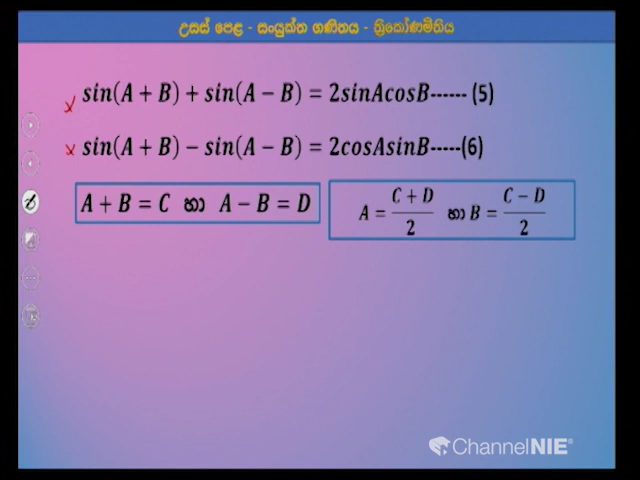 උසස් පෙළ - සංයුක්ත ගණිතය - ත්‍රිකෝණමිතිය
sin(A + B) + sin(A − B) = 2sinAcosB------ (5)
sin(A + B) − sin(A − B) = 2cosAsinB-----(6)
A + B = C හා A − B = D
A = C + D / 2 හා B = C − D / 2
ChannelNIE